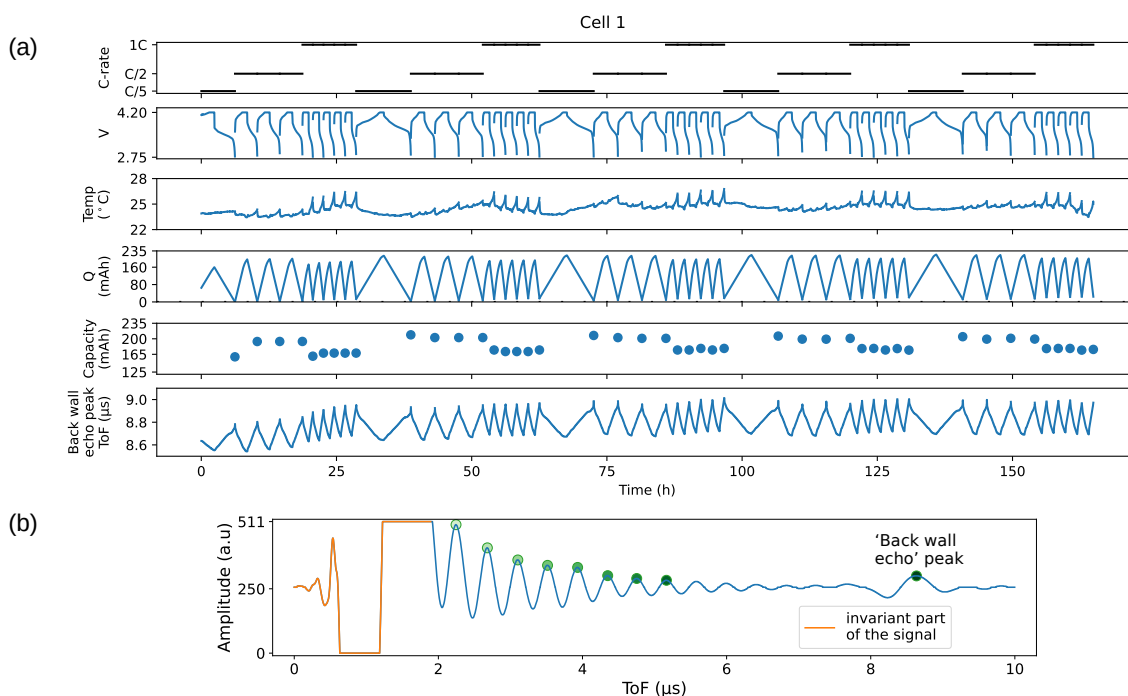 Cell 1
(a)
C-rate
1C
C/2
C/5
V
4.20
2.75
Temp
(°C)
28
25
22
Q
(mAh)
235
160
80
0
Capacity
(mAh)
235
200
165
125
Back wall
echo peak
ToF (μs)
9.0
8.8
8.6
0 25 50 75 100 125 150
Time (h)
(b)
Amplitude (a.u)
511
250
0
'Back wall
echo' peak
invariant part
of the signal
0 2 4 6 8 10
ToF (μs)